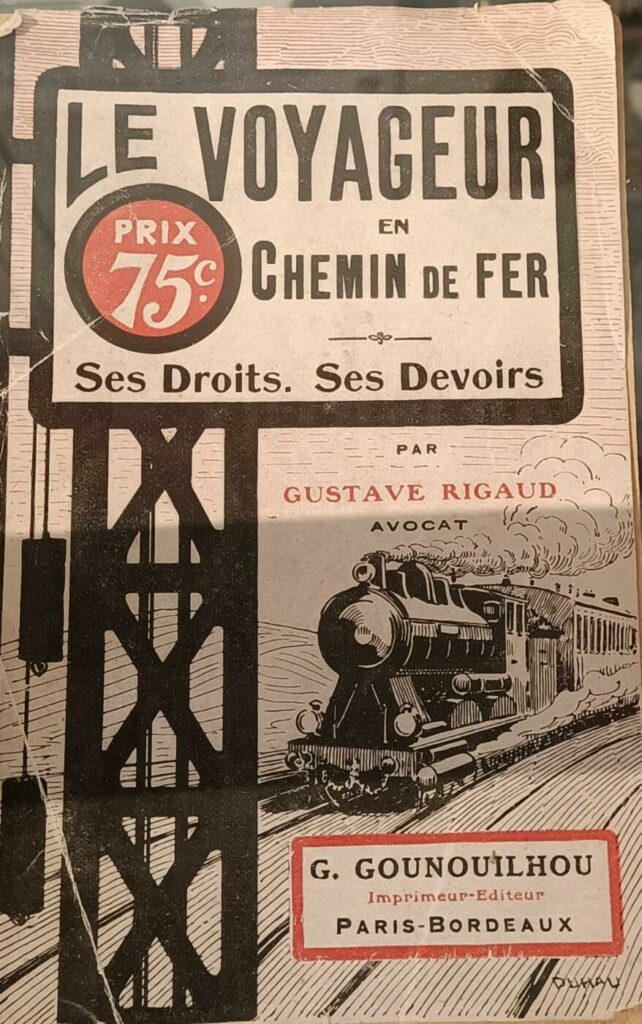 LE VOYAGEUR
EN
CHEMIN DE FER
PRIX
75c.
Ses Droits. Ses Devoirs
PAR
GUSTAVE RIGAUD
AVOCAT
G. GOUNOUILHOU
Imprimeur-Editeur
PARIS-BORDEAUX
DUHAU